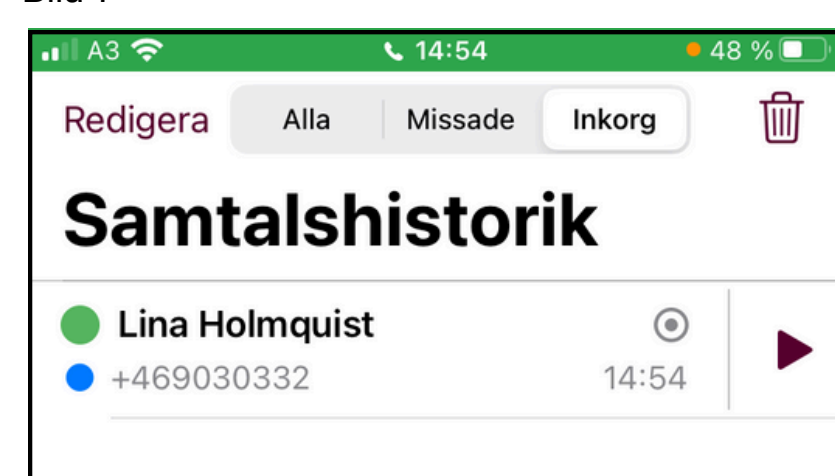 A3 14:54 48 %
Redigera Alla Missade Inkorg
Samtalshistorik
Lina Holmquist
+469030332 14:54